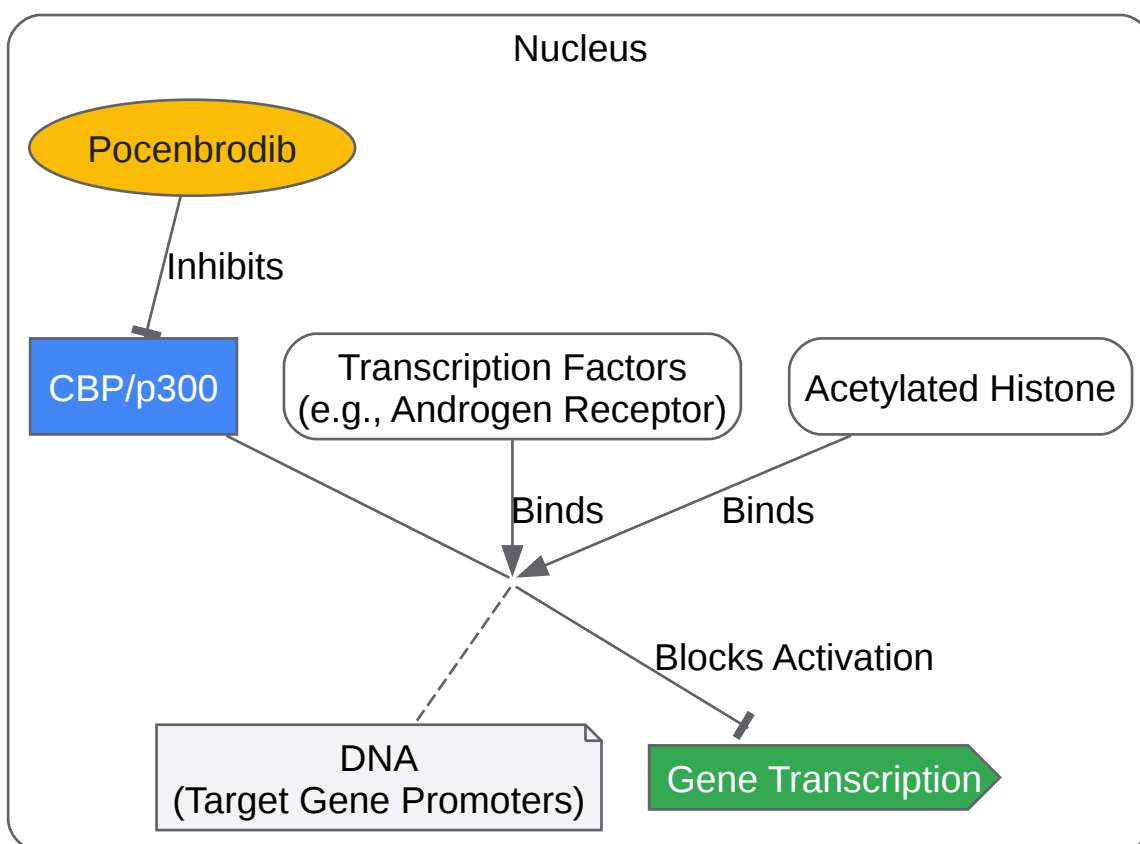 Nucleus
Pocenbrodib
Inhibits
CBP/p300
Transcription Factors
(e.g., Androgen Receptor)
Acetylated Histone
Binds
Binds
Blocks Activation
DNA
(Target Gene Promoters)
Gene Transcription